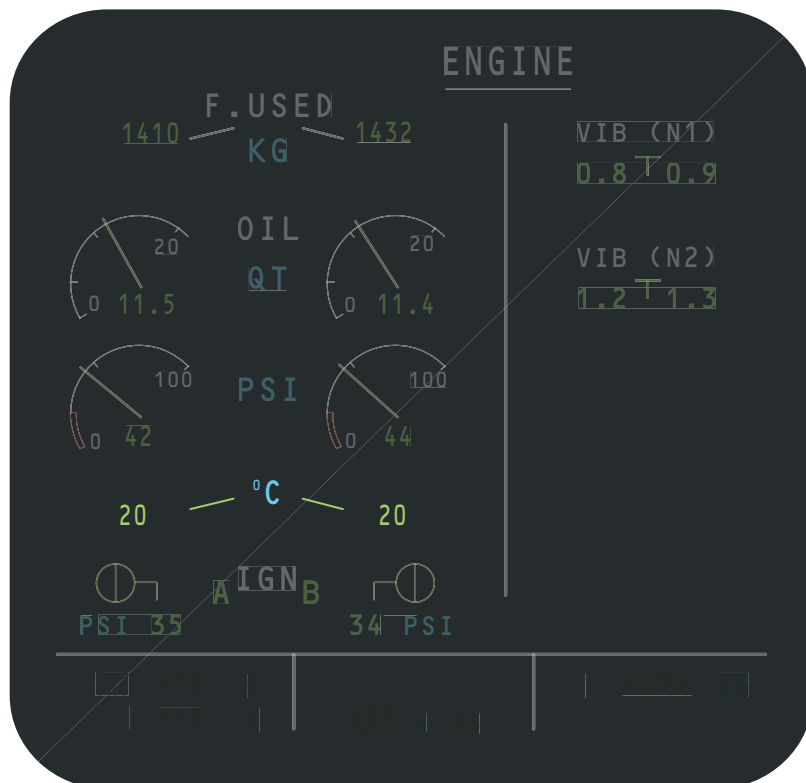 ENGINE
F.USED
1410 1432
KG
VIB (N1)
0.8 0.9
OIL
20 20
QT
VIB (N2)
0 11.5 0 11.4
1.2 1.3
100 PSI 100
0 42 0 44
°C
20 20
IGN
A B
PSI 35 34 PSI